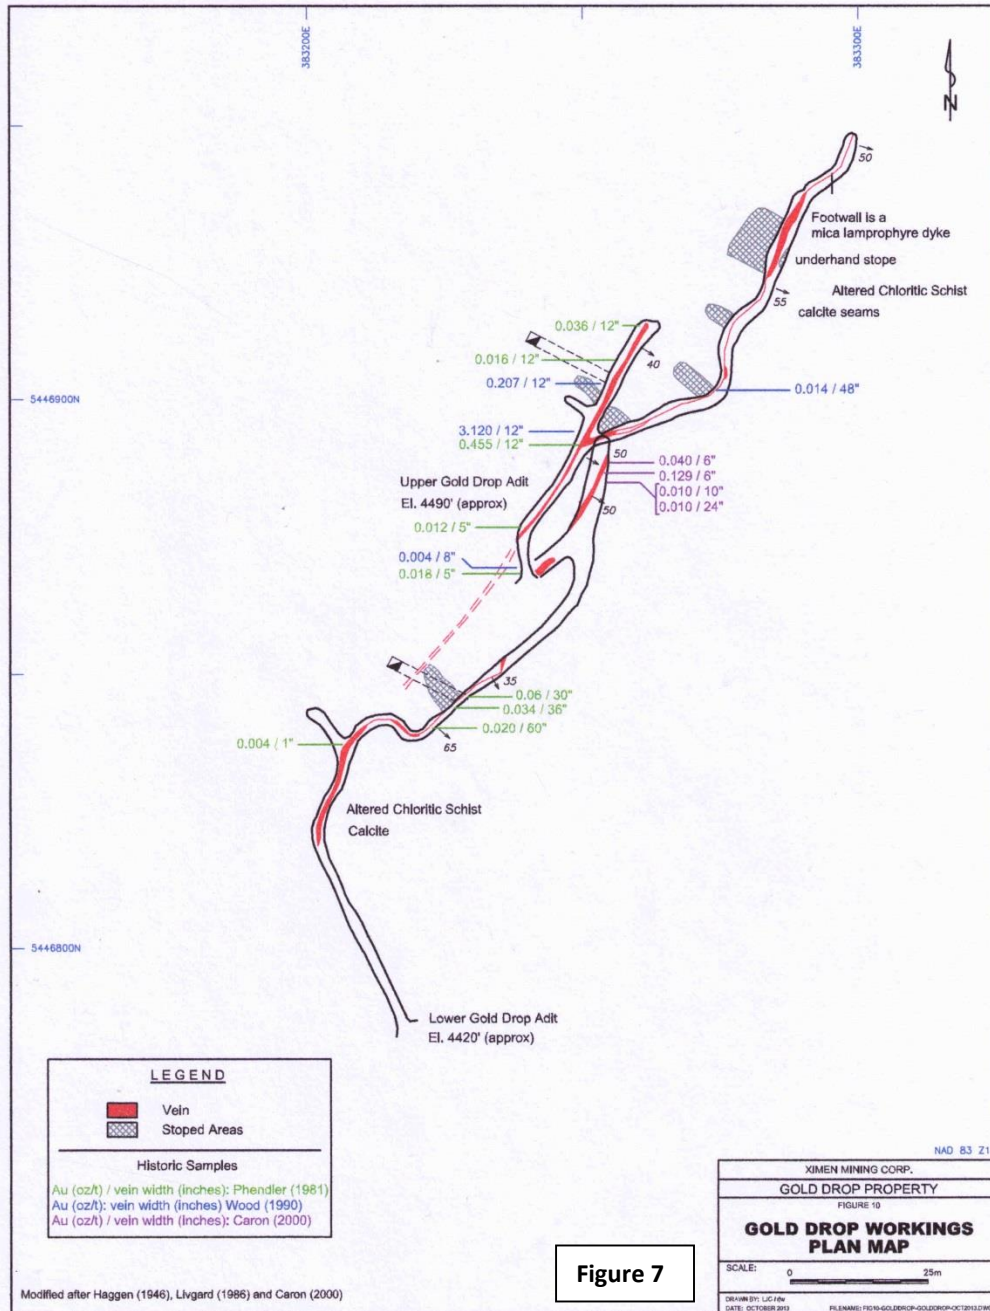 383200E
383300E
N
50
Footwall is a
mica lamprophyre dyke
underhand stope
55
Altered Chloritic Schist
calcite seams
0.036 / 12"
0.016 / 12"
40
0.207 / 12"
0.014 / 48"
5446900N
3.120 / 12"
0.455 / 12"
50
0.040 / 6"
0.129 / 6"
0.010 / 10"
0.010 / 24"
Upper Gold Drop Adit
El. 4490' (approx)
50
0.012 / 5"
0.004 / 8"
0.018 / 5"
35
0.06 / 30"
0.034 / 36"
0.020 / 60"
0.004 / 1"
65
Altered Chloritic Schist
Calcite
5446800N
Lower Gold Drop Adit
El. 4420' (approx)
LEGEND
Vein
Stoped Areas
Historic Samples
Au (oz/t) / vein width (inches): Phendler (1981)
Au (oz/t): vein width (inches) Wood (1990)
Au (oz/t) / vein width (inches): Caron (2000)
Modified after Haggen (1946), Livgard (1986) and Caron (2000)
Figure 7
NAD 83 Z1
XIMEN MINING CORP.
GOLD DROP PROPERTY
FIGURE 10
GOLD DROP WORKINGS
PLAN MAP
SCALE:
0
25m
DRAWN BY:
DATE: OCTOBER 2013
FILENAME: